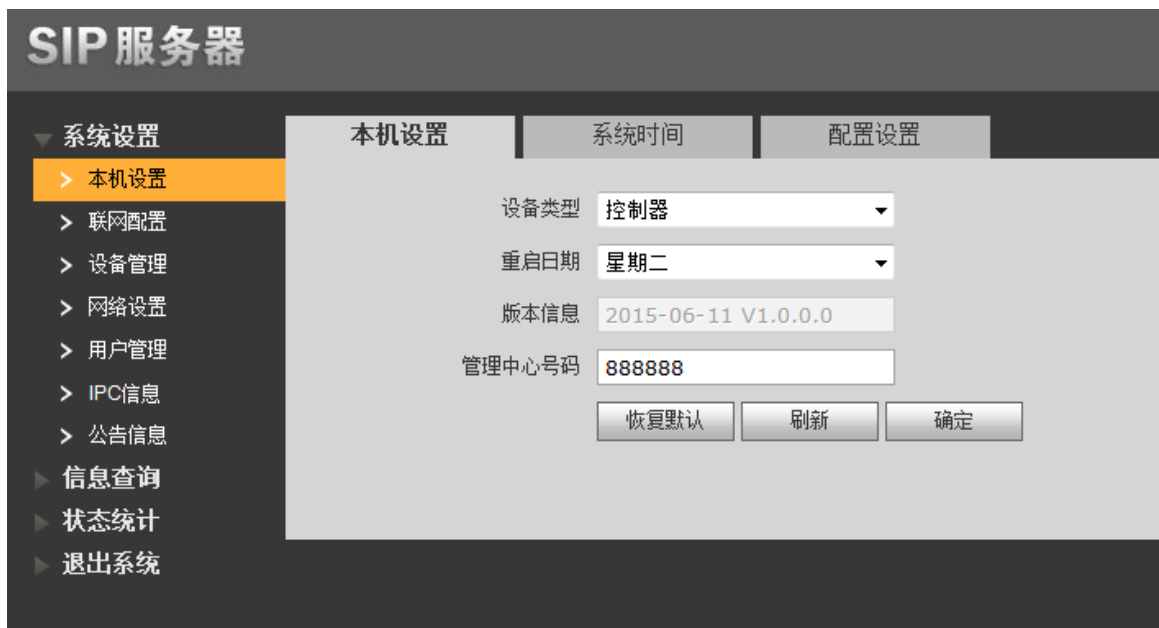 SIP服务器
系统设置
本机设置
联网配置
设备管理
网络设置
用户管理
IPC信息
公告信息
信息查询
状态统计
退出系统
本机设置 系统时间 配置设置
设备类型 控制器
重启日期 星期二
版本信息 2015-06-11 V1.0.0.0
管理中心号码 888888
恢复默认 刷新 确定